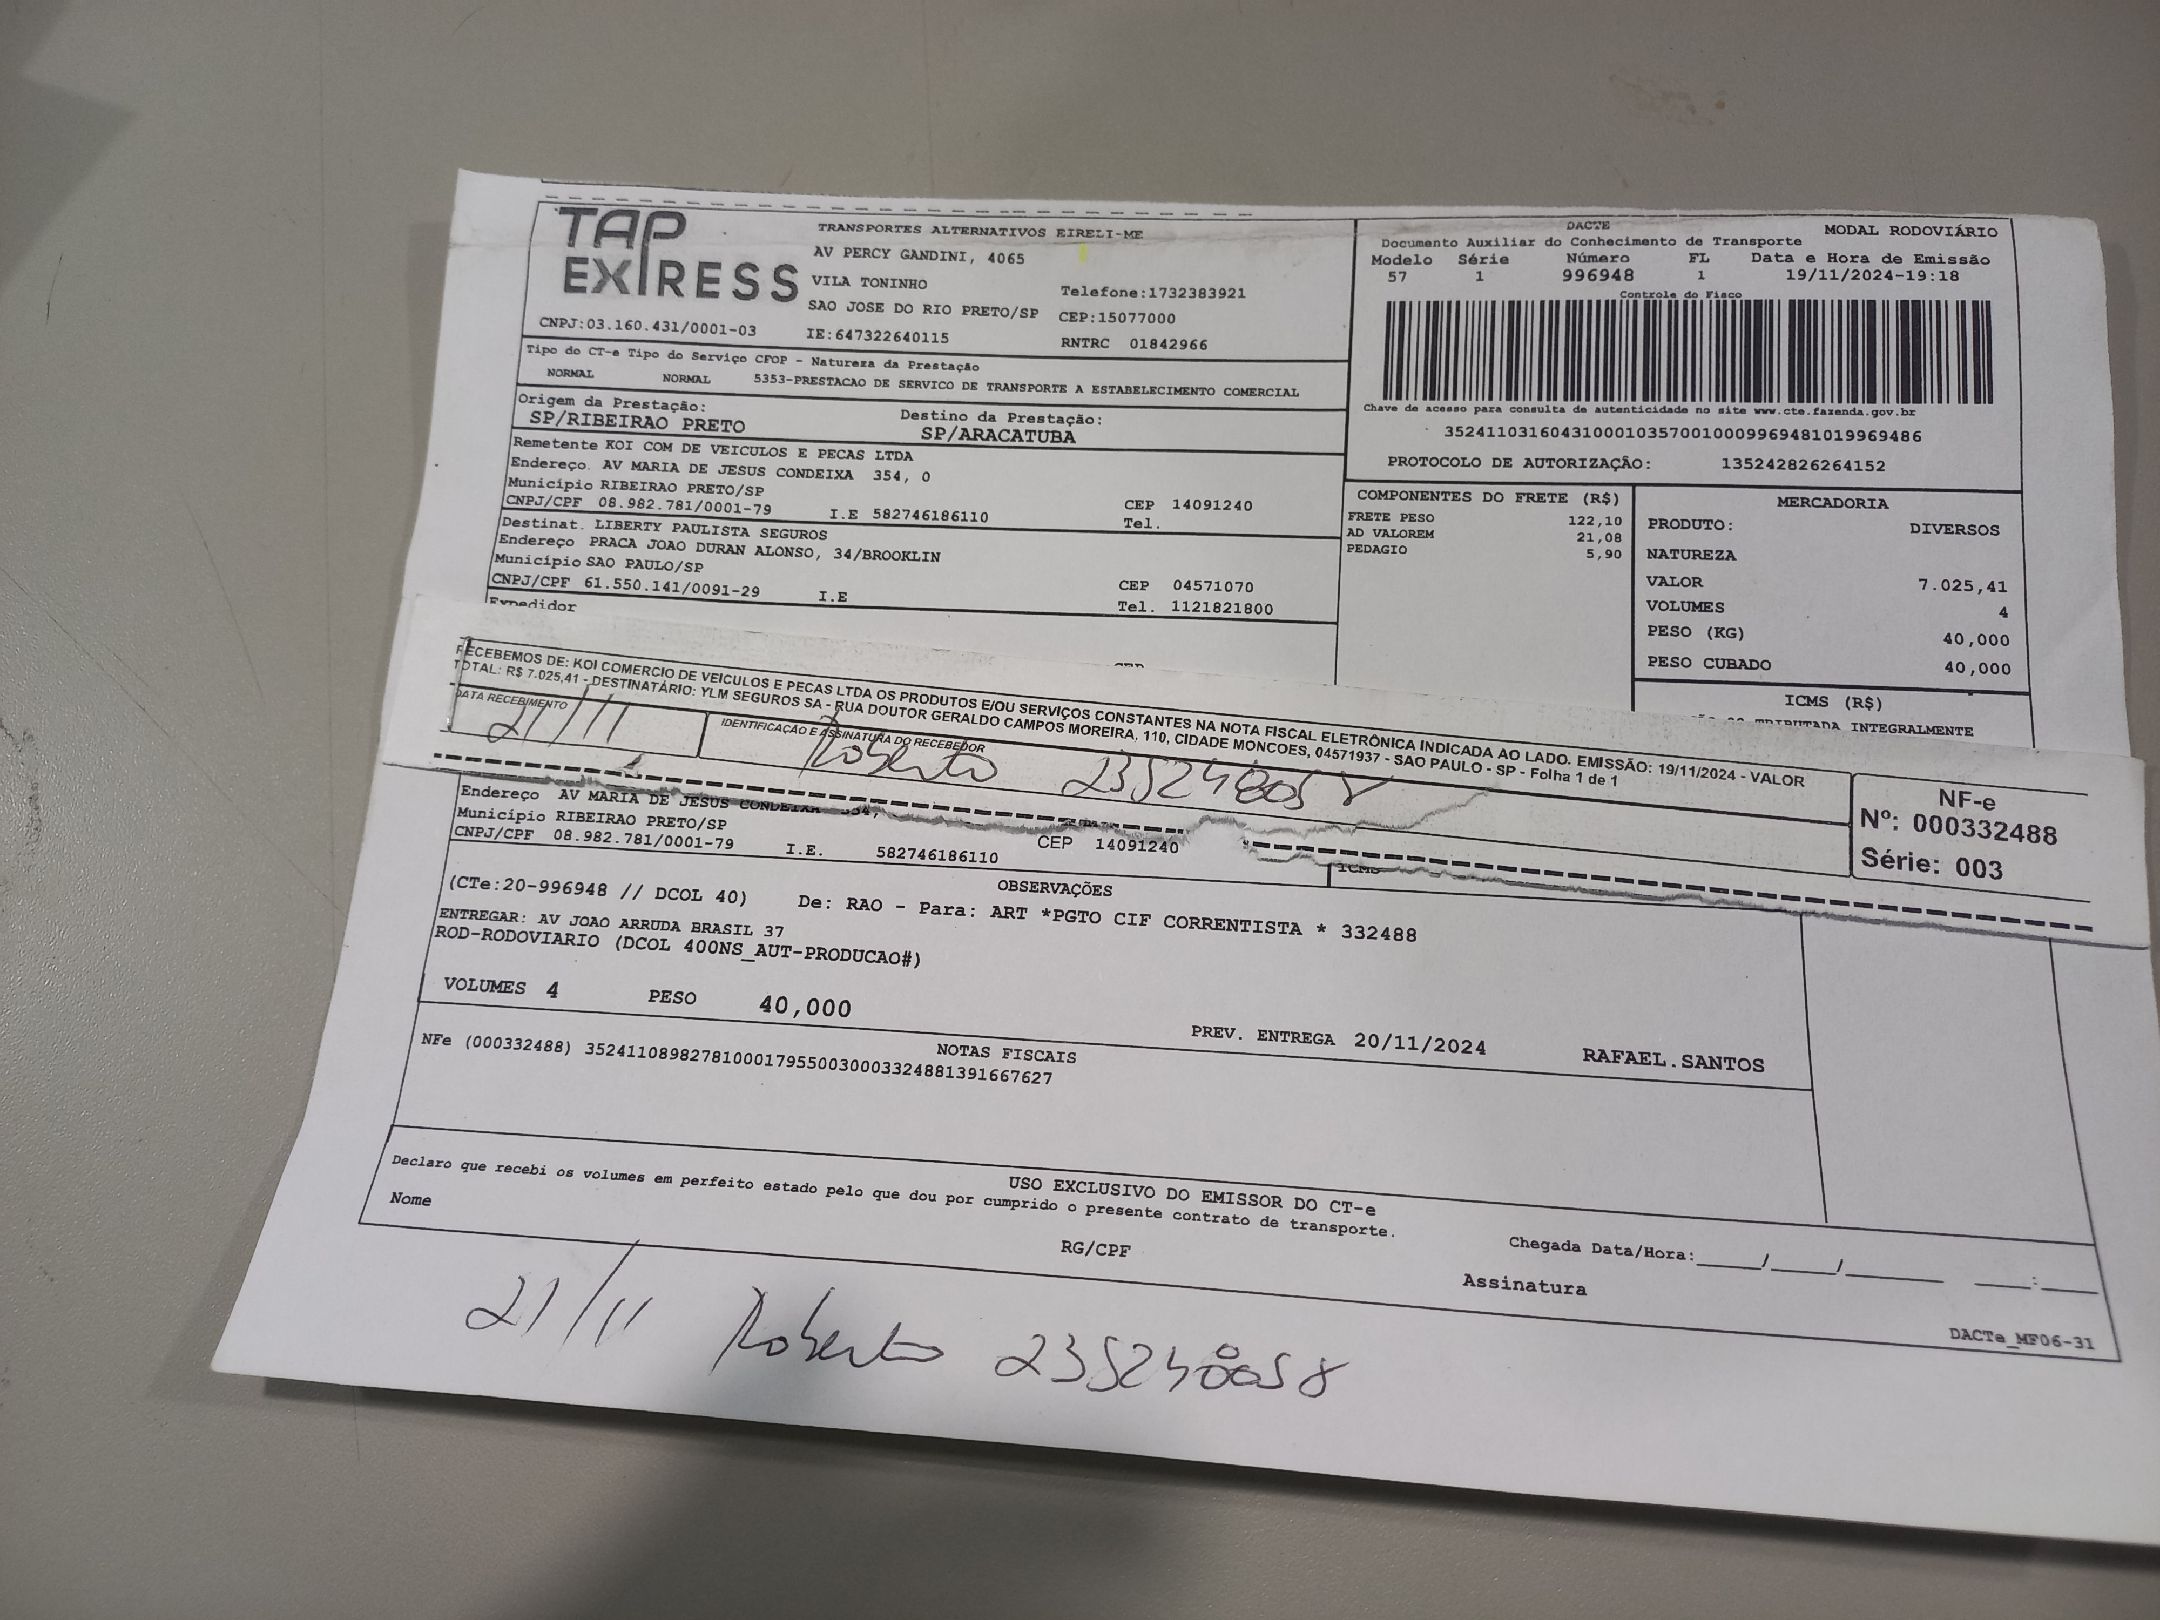 TAP EXPRESS
TRANSPORTES ALTERNATIVOS EIRELI-ME
AV PERCY GANDINI, 4065
VILA TONINHO Telefone:1732383921
SAO JOSE DO RIO PRETO/SP CEP:15077000
CNPJ:03.160.431/0001-03 IE:647322640115 RNTRC 01842966
Tipo do CT-e Tipo do Serviço CFOP - Natureza da Prestação
NORMAL NORMAL 5353-PRESTACAO DE SERVICO DE TRANSPORTE A ESTABELECIMENTO COMERCIAL
Origem da Prestação: Destino da Prestação:
SP/RIBEIRAO PRETO SP/ARACATUBA
Remetente KOI COM DE VEICULOS E PECAS LTDA
Endereço. AV MARIA DE JESUS CONDEIXA 354, 0
Município RIBEIRAO PRETO/SP CEP 14091240
CNPJ/CPF 08.982.781/0001-79 I.E 582746186110 Tel.
Destinat. LIBERTY PAULISTA SEGUROS
Endereço PRACA JOAO DURAN ALONSO, 34/BROOKLIN
Município SAO PAULO/SP CEP 04571070
CNPJ/CPF 61.550.141/0091-29 I.E Tel. 1121821800
Expedidor
DACTE
Documento Auxiliar do Conhecimento de Transporte MODAL RODOVIÁRIO
Modelo Série Número FL Data e Hora de Emissão
57 1 996948 1 19/11/2024-19:18
Controle do Fisco
Chave de acesso para consulta de autenticidade no site www.cte.fazenda.gov.br
35241103160431000103570010009969481019969486
PROTOCOLO DE AUTORIZAÇÃO: 135242826264152
COMPONENTES DO FRETE (R$)
FRETE PESO 122,10
AD VALOREM 21,08
PEDAGIO 5,90
MERCADORIA
PRODUTO: DIVERSOS
NATUREZA
VALOR 7.025,41
VOLUMES 4
PESO (KG) 40,000
PESO CUBADO 40,000
ICMS (R$)
TRIBUTADA INTEGRALMENTE
RECEBEMOS DE: KOI COMERCIO DE VEICULOS E PECAS LTDA OS PRODUTOS E/OU SERVIÇOS CONSTANTES NA NOTA FISCAL ELETRÔNICA INDICADA AO LADO. EMISSÃO: 19/11/2024 - VALOR
TOTAL: R$ 7.025,41 - DESTINATÁRIO: YLM SEGUROS SA - RUA DOUTOR GERALDO CAMPOS MOREIRA, 110, CIDADE MONCOES, 04571937 - SAO PAULO - SP - Folha 1 de 1
DATA RECEBIMENTO IDENTIFICAÇÃO E ASSINATURA DO RECEBEDOR
21/11 Roberto 235248058
NF-e
Nº: 000332488
Série: 003
Endereço AV MARIA DE JESUS CONDEIXA 354,
Município RIBEIRAO PRETO/SP CEP 14091240
CNPJ/CPF 08.982.781/0001-79 I.E. 582746186110
ICMS
OBSERVAÇÕES
(CTe:20-996948 // DCOL 40) De: RAO - Para: ART *PGTO CIF CORRENTISTA * 332488
ENTREGAR: AV JOAO ARRUDA BRASIL 37
ROD-RODOVIARIO (DCOL 400NS_AUT-PRODUCAO#)
VOLUMES 4 PESO 40,000 PREV. ENTREGA 20/11/2024 RAFAEL.SANTOS
NOTAS FISCAIS
NFe (000332488) 35241108982781000179550030003324881391667627
USO EXCLUSIVO DO EMISSOR DO CT-e
Declaro que recebi os volumes em perfeito estado pelo que dou por cumprido o presente contrato de transporte.
Nome RG/CPF Assinatura Chegada Data/Hora:____/____/______ ____:____
DACTe_MF06-31
21/11 Roberto 235248058